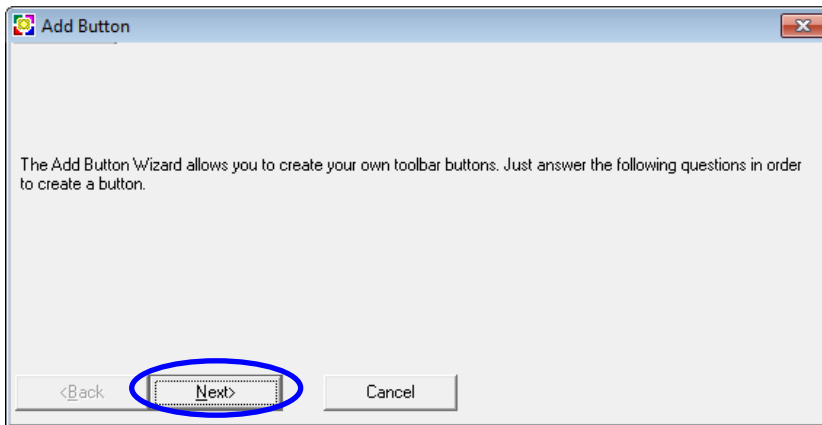 Add Button
The Add Button Wizard allows you to create your own toolbar buttons. Just answer the following questions in order
to create a button.
<Back Next> Cancel